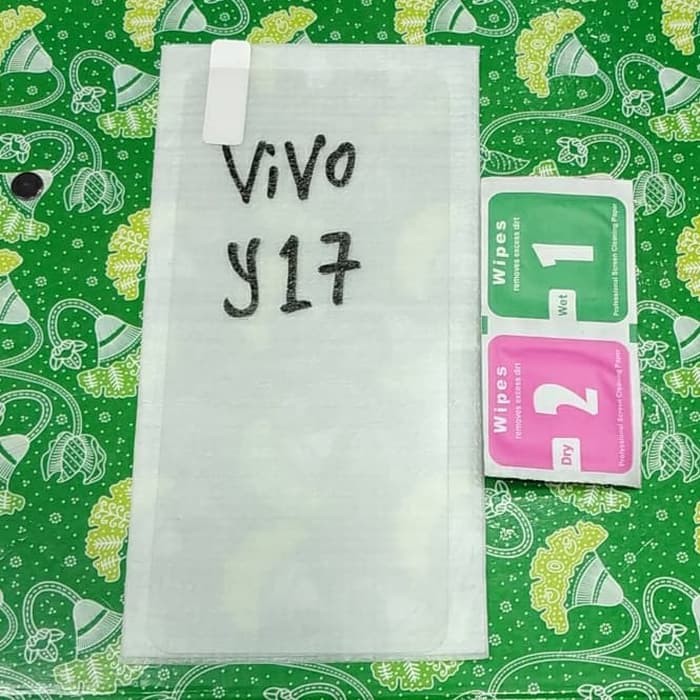 ViVo
y17
Wipes
removes excess dirt
1
Wet
Professional Screen Cleaning Paper
Wipes
removes excess dirt
2
Dry
Professional Screen Cleaning Paper